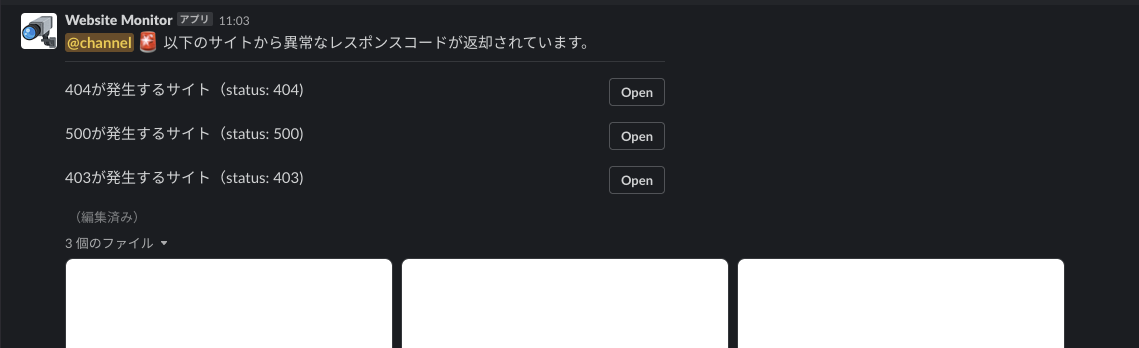 Website Monitor アプリ 11:03
@channel 🚨 以下のサイトから異常なレスポンスコードが返却されています。
404が発生するサイト（status: 404) Open
500が発生するサイト（status: 500) Open
403が発生するサイト（status: 403) Open
（編集済み）
3 個のファイル